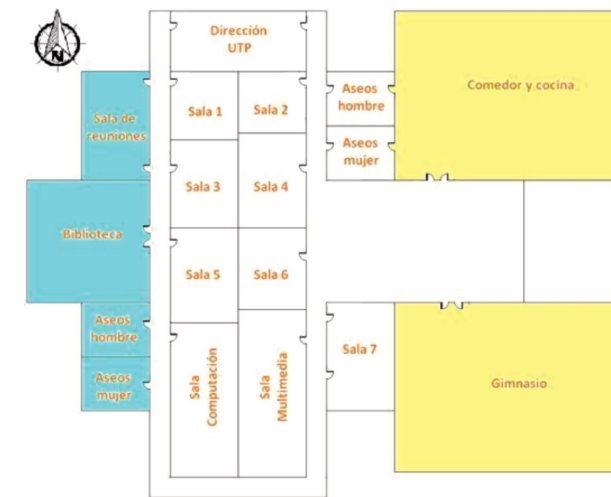 N
Dirección
UTP
Sala de
reuniones
Sala 1
Sala 2
Aseos
hombre
Comedor y cocina
Aseos
mujer
Sala 3
Sala 4
Biblioteca
Sala 5
Sala 6
Aseos
hombre
Aseos
mujer
Sala
Computación
Sala
Multimedia
Sala 7
Gimnasio